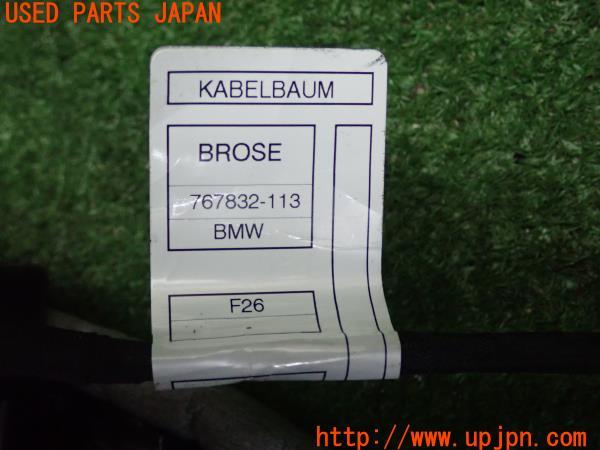 USED PARTS JAPAN
KABELBAUM
BROSE
767832-113
BMW
F26
-
http://www.upjpn.com